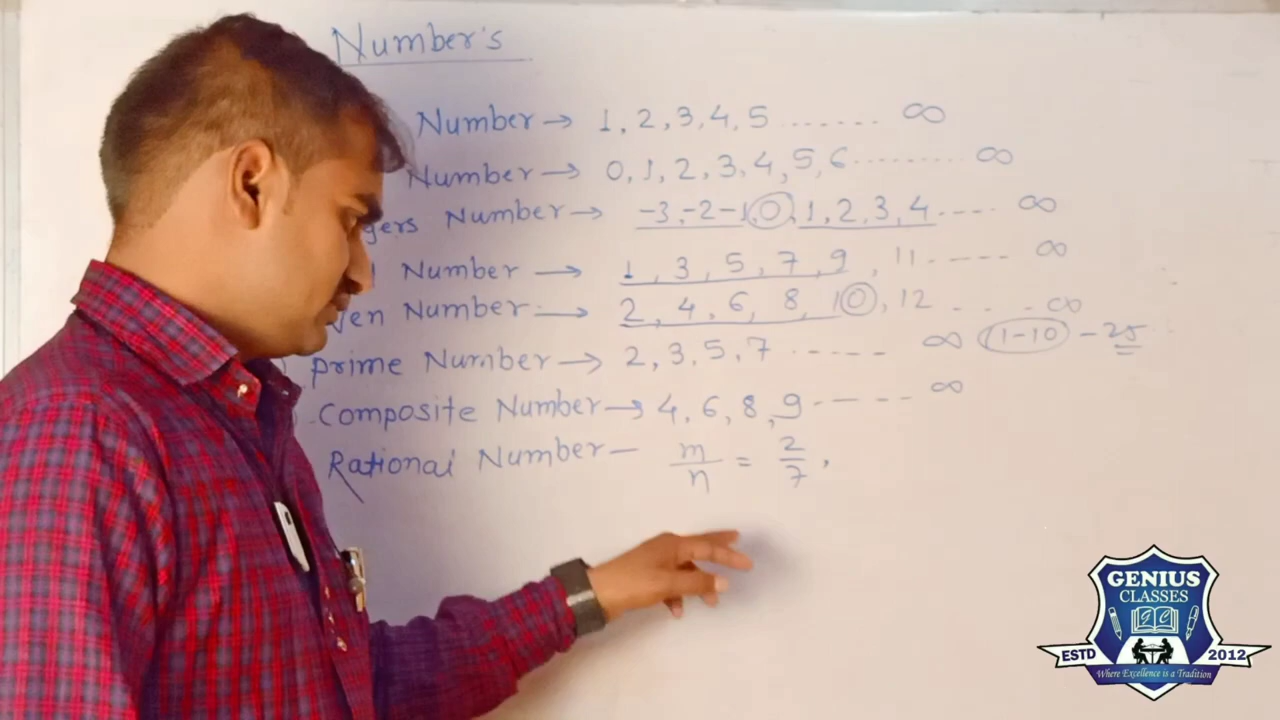 Number's
Number → 1, 2, 3, 4, 5 ....... ∞
Number → 0, 1, 2, 3, 4, 5, 6 ......... ∞
gers Number → -3, -2 -1, 0, 1, 2, 3, 4 .... ∞
Number → 1, 3, 5, 7, 9, 11 ----- ∞
ven Number → 2, 4, 6, 8, 10, 12 .... ∞
prime Number → 2, 3, 5, 7 ----- ∞ (1-10) - 25
Composite Number → 4, 6, 8, 9 ----- ∞
Rational Number — m/n = 2/7,
GENIUS
CLASSES
G C
ESTD 2012
Where Excellence is a Tradition